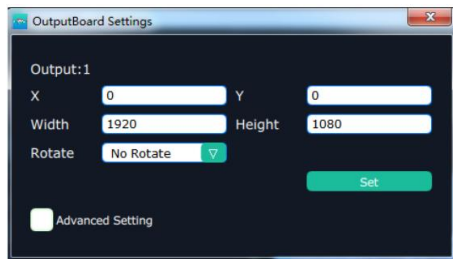 OutputBoard Settings
Output:1
X 0 Y 0
Width 1920 Height 1080
Rotate No Rotate
Set
Advanced Setting